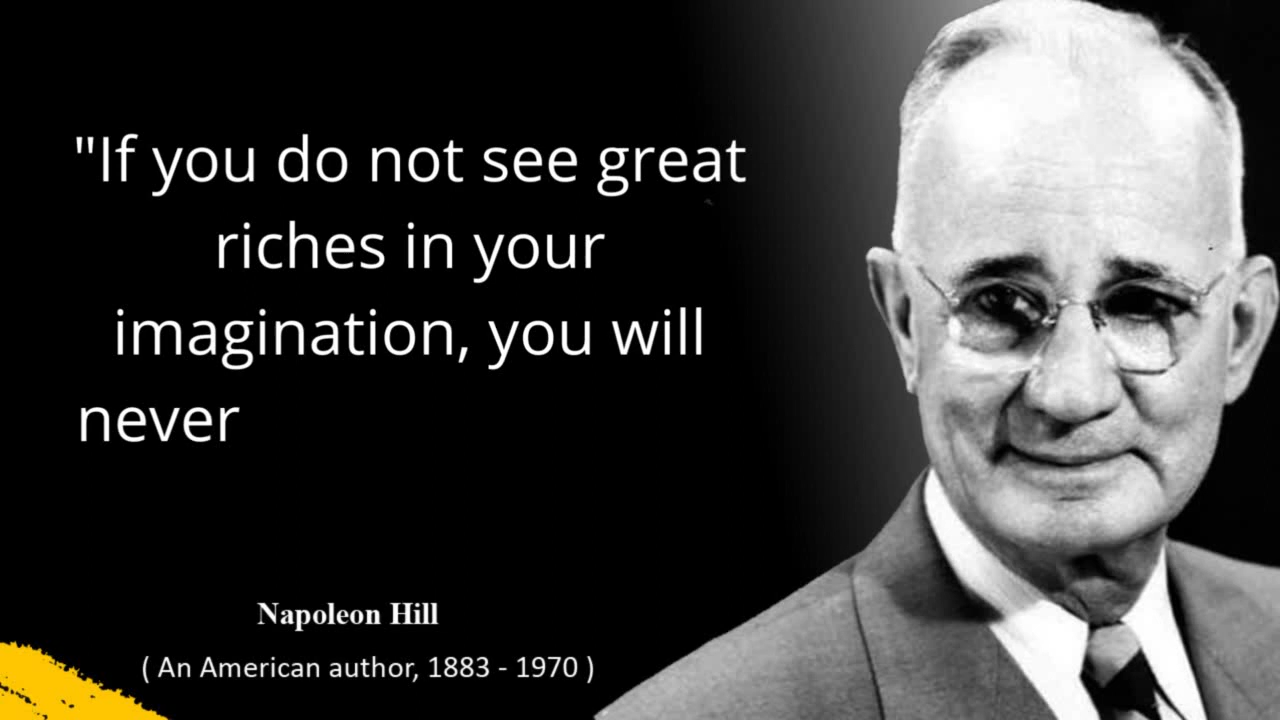 "If you do not see great
riches in your
imagination, you will
never
Napoleon Hill
( An American author, 1883 - 1970 )